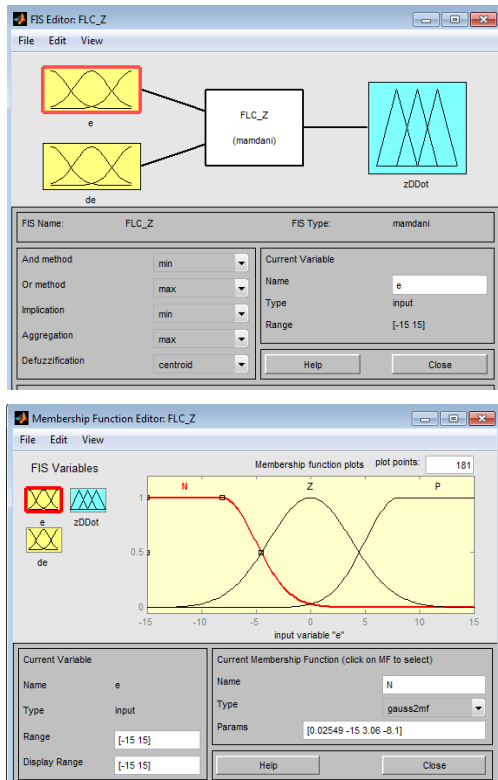 FIS Editor: FLC_Z
File Edit View
e
FLC_Z
(mamdani)
de
zDDot
FIS Name: FLC_Z FIS Type: mamdani
And method min
Or method max
Implication min
Aggregation max
Defuzzification centroid
Current Variable
Name e
Type input
Range [-15 15]
Help Close
Membership Function Editor: FLC_Z
File Edit View
FIS Variables
e zDDot
de
Membership function plots plot points: 181
N Z P
1
0.5
0
-15 -10 -5 0 5 10 15
input variable "e"
Current Variable
Name e
Type input
Range [-15 15]
Display Range [-15 15]
Current Membership Function (click on MF to select)
Name N
Type gauss2mf
Params [0.02549 -15 3.06 -8.1]
Help Close